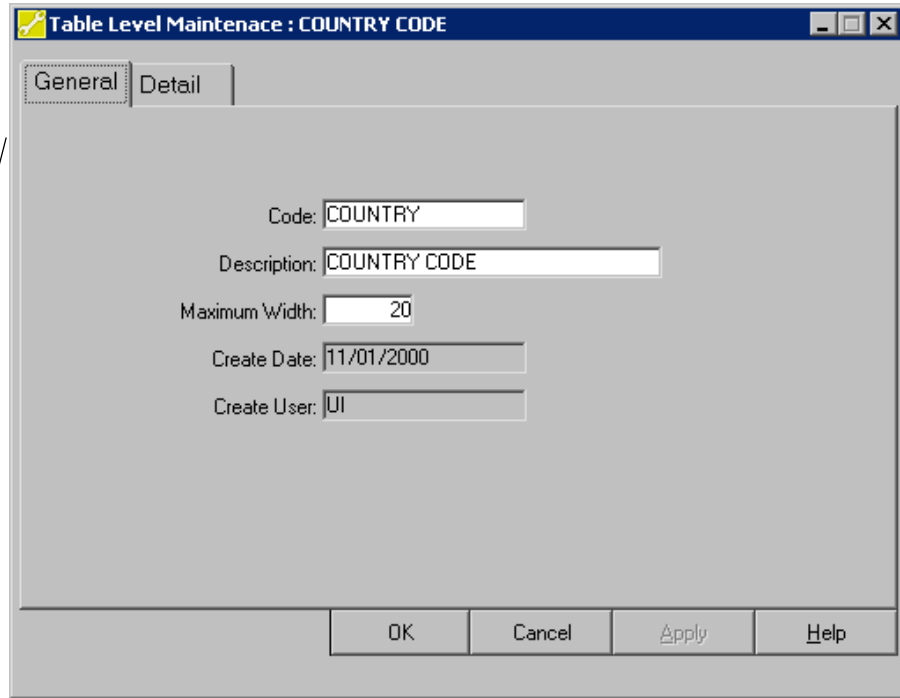 Table Level Maintenace : COUNTRY CODE
General Detail
Code: COUNTRY
Description: COUNTRY CODE
Maximum Width: 20
Create Date: 11/01/2000
Create User: UI
OK Cancel Apply Help